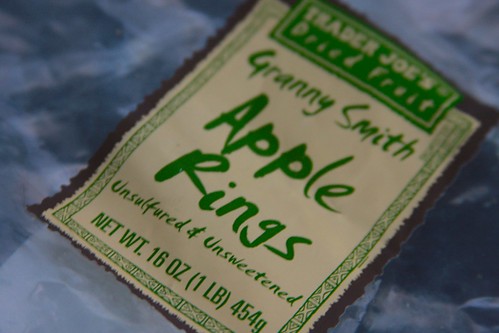 TRADER JOE'S®
Dried Fruit
Granny Smith
Apple
Rings
Unsulfured & Unsweetened
NET WT. 16 OZ (1 LB) 454g